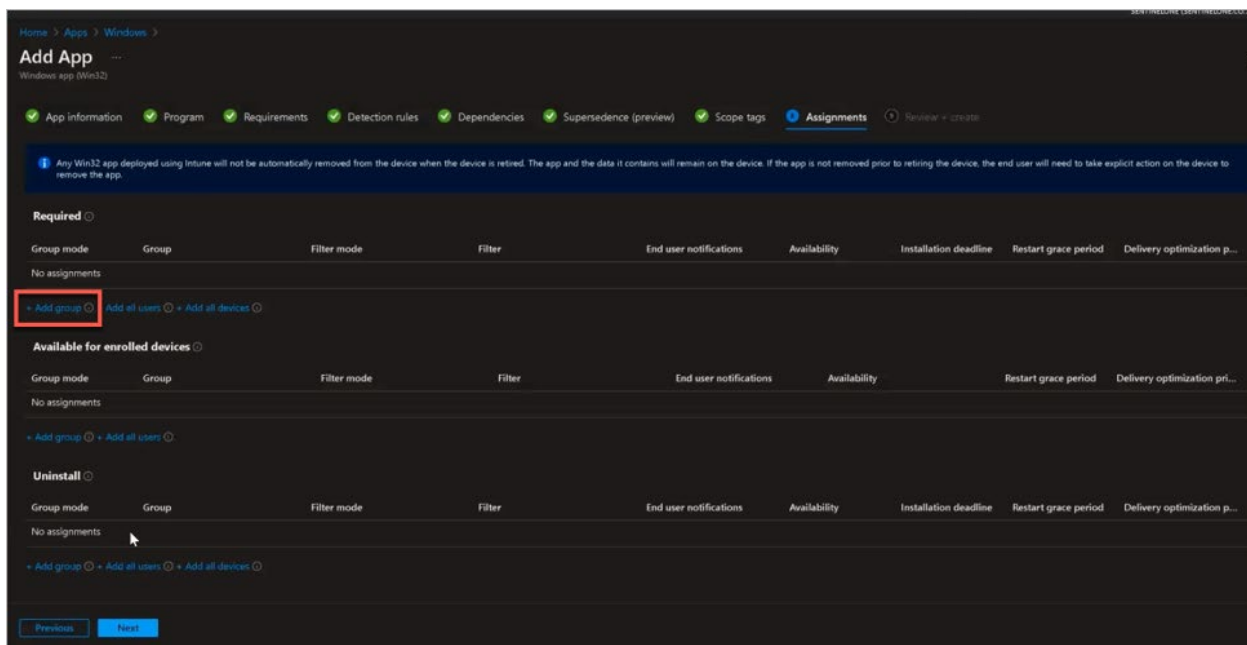 SENTINELONE (SENTINELONE.CO...
Home > Apps > Windows >
Add App ...
Windows app (Win32)
App information Program Requirements Detection rules Dependencies Supersedence (preview) Scope tags Assignments Review + create
Any Win32 app deployed using Intune will not be automatically removed from the device when the device is retired. The app and the data it contains will remain on the device. If the app is not removed prior to retiring the device, the end user will need to take explicit action on the device to
remove the app.
Required
Group mode Group Filter mode Filter End user notifications Availability Installation deadline Restart grace period Delivery optimization p...
No assignments
+ Add group Add all users + Add all devices
Available for enrolled devices
Group mode Group Filter mode Filter End user notifications Availability Restart grace period Delivery optimization pri...
No assignments
+ Add group + Add all users
Uninstall
Group mode Group Filter mode Filter End user notifications Availability Installation deadline Restart grace period Delivery optimization p...
No assignments
+ Add group + Add all users + Add all devices
Previous Next